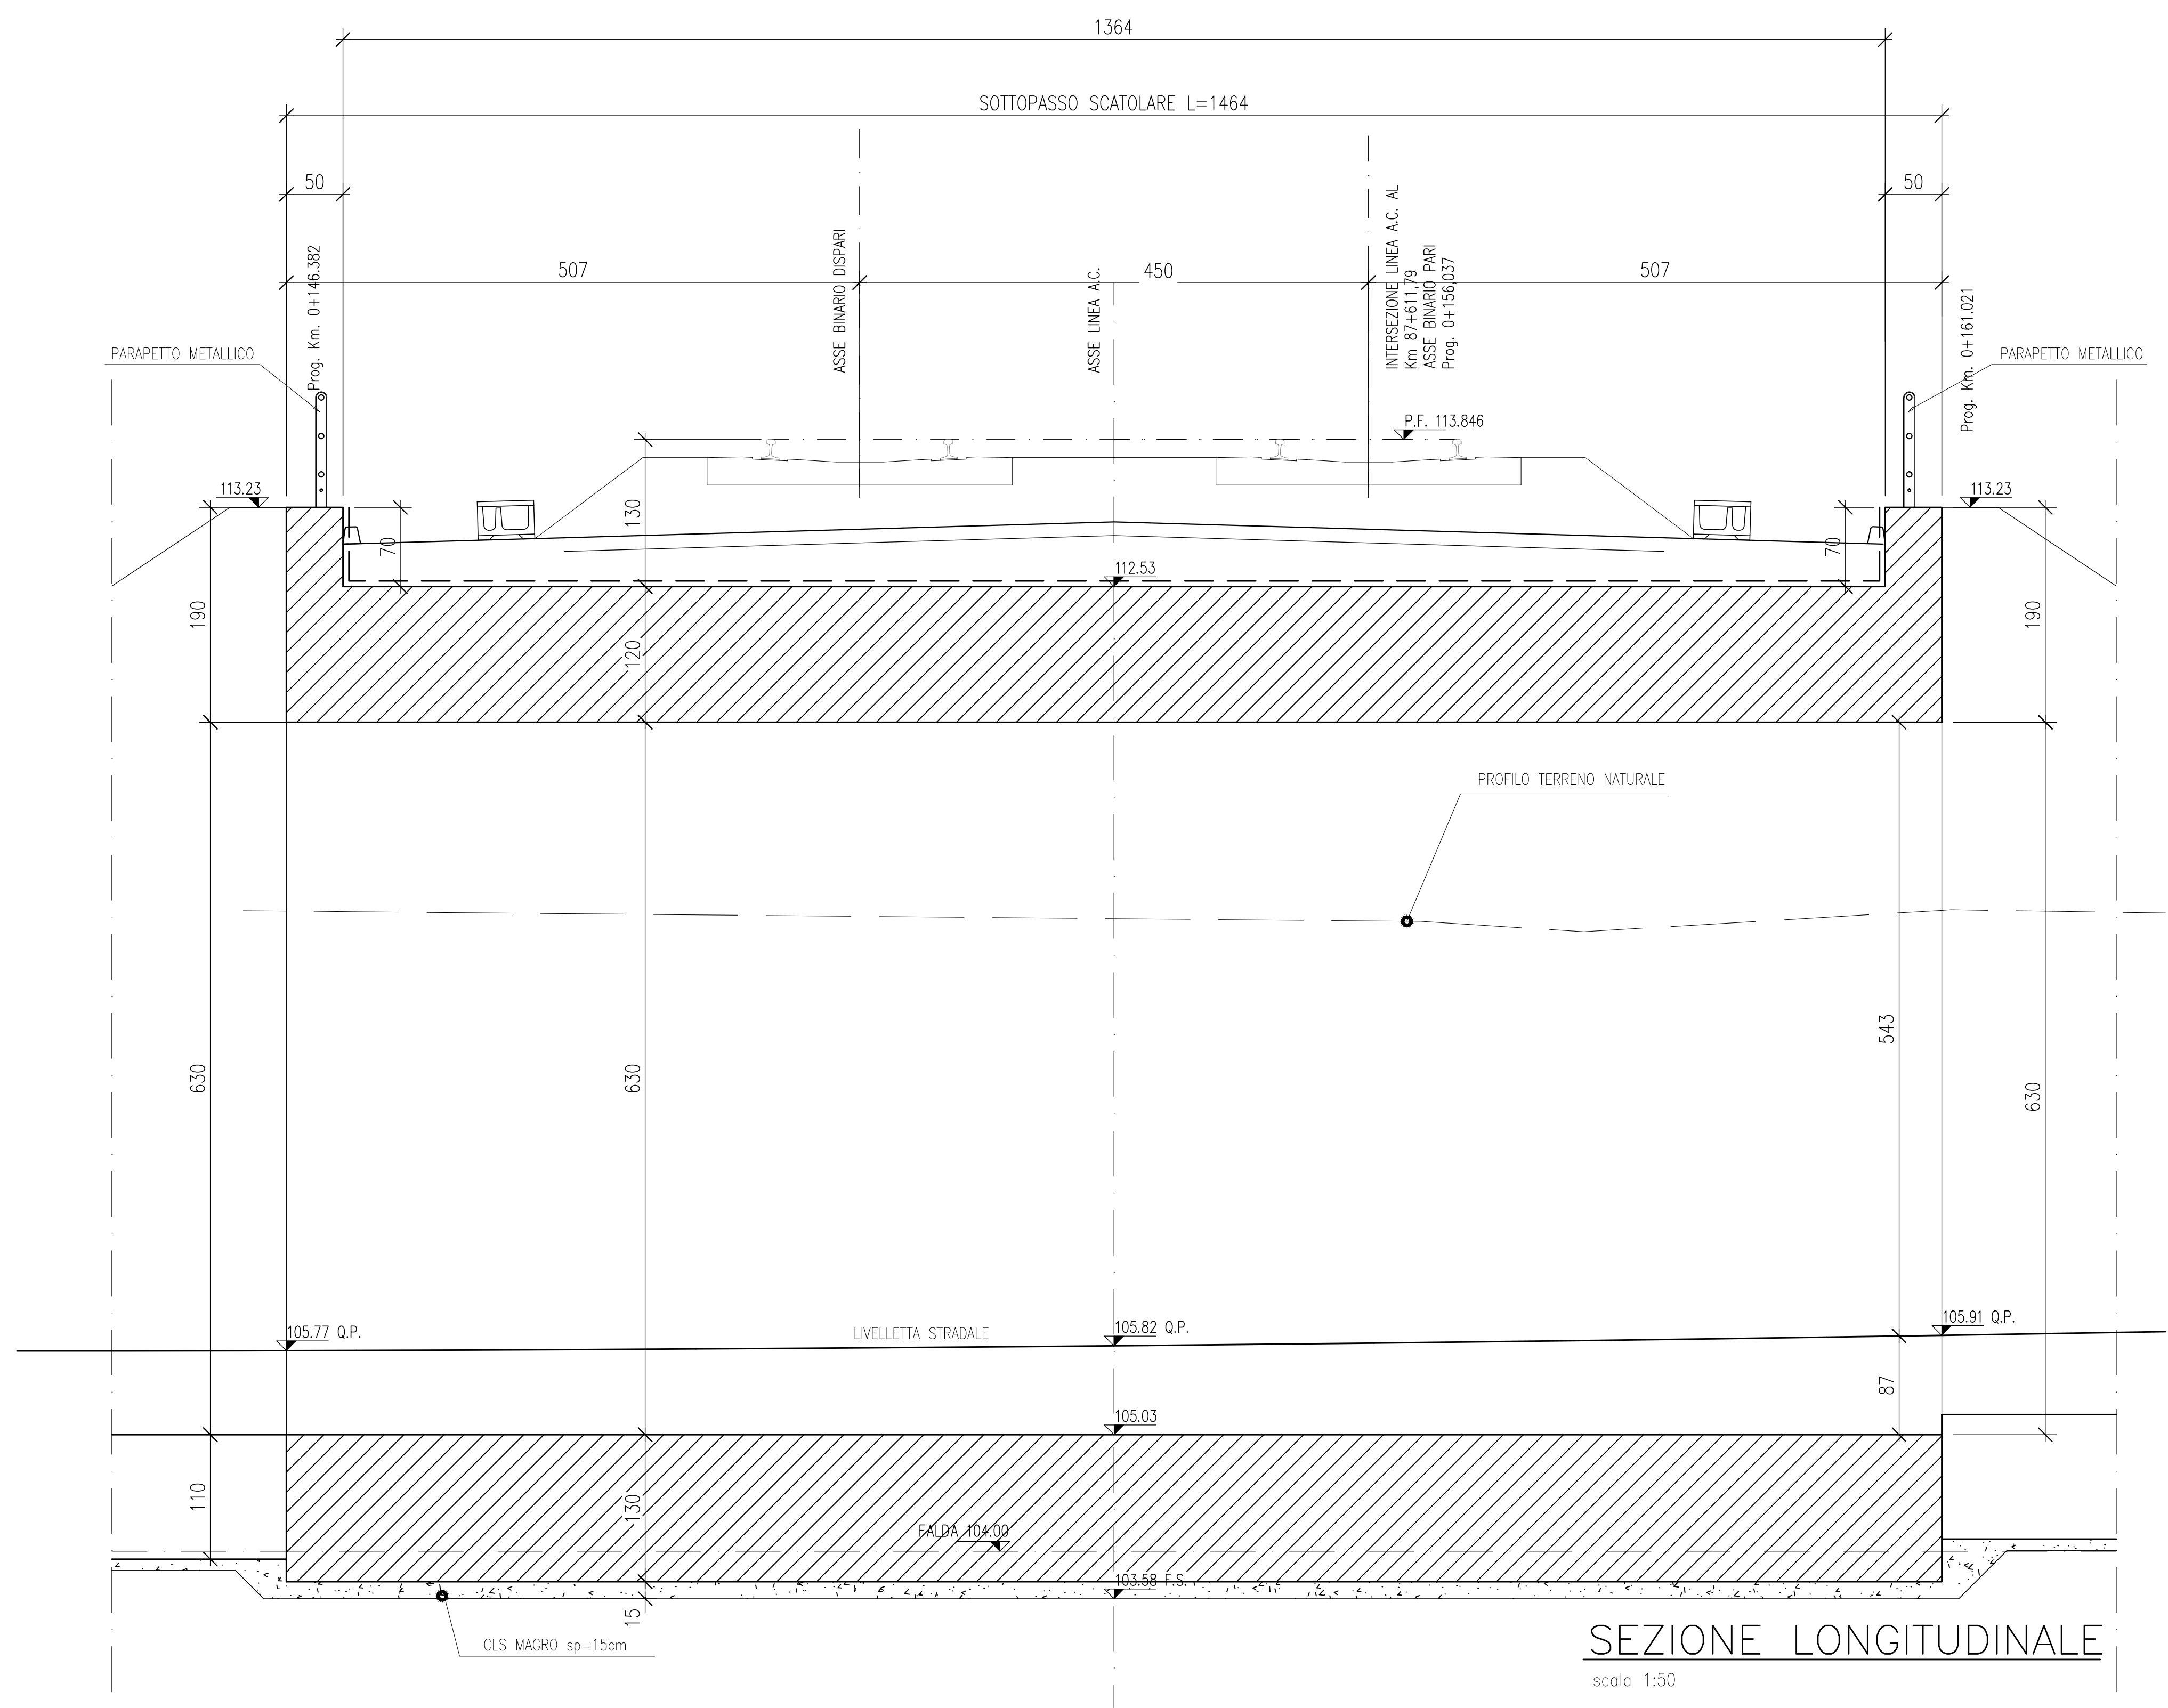 1364
SOTTOPASSO SCATOLARE L=1464
50
50
507
450
507
Prog. Km. 0+146.382
ASSE BINARIO DISPARI
ASSE LINEA A.C.
INTERSEZIONE LINEA A.C. AL
Km 87+611,79
ASSE BINARIO PARI
Prog. 0+156,037
Prog. Km. 0+161.021
PARAPETTO METALLICO
PARAPETTO METALLICO
P.F. 113.846
113.23
113.23
130
70
70
112.53
190
120
190
PROFILO TERRENO NATURALE
543
630
630
630
105.77 Q.P.
LIVELLETTA STRADALE
105.82 Q.P.
105.91 Q.P.
87
105.03
110
130
FALDA 104.00
103.58 F.S.
15
CLS MAGRO sp=15cm
SEZIONE LONGITUDINALE
scala 1:50